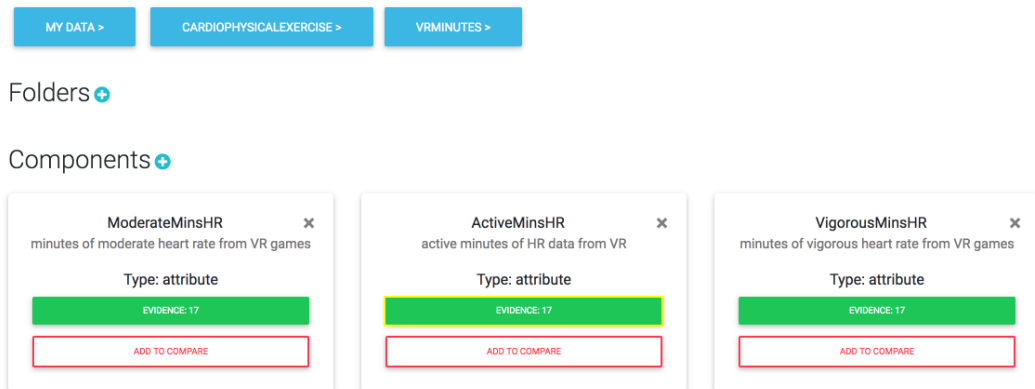 MY DATA >
CARDIOPHYSICALEXERCISE >
VRMINUTES >
Folders
Components
ModerateMinsHR
minutes of moderate heart rate from VR games
Type: attribute
EVIDENCE: 17
ADD TO COMPARE
ActiveMinsHR
active minutes of HR data from VR
Type: attribute
EVIDENCE: 17
ADD TO COMPARE
VigorousMinsHR
minutes of vigorous heart rate from VR games
Type: attribute
EVIDENCE: 17
ADD TO COMPARE